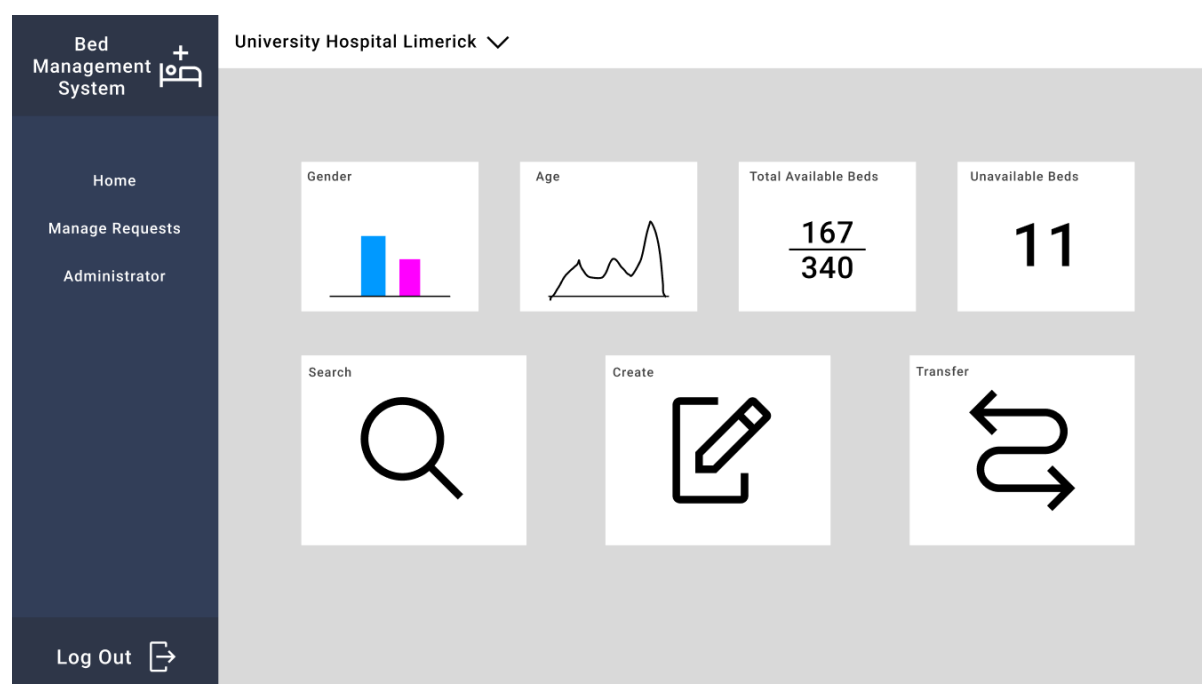 Bed
Management
System
University Hospital Limerick
Home
Manage Requests
Administrator
Log Out
Gender
Age
Total Available Beds
167
340
Unavailable Beds
11
Search
Create
Transfer